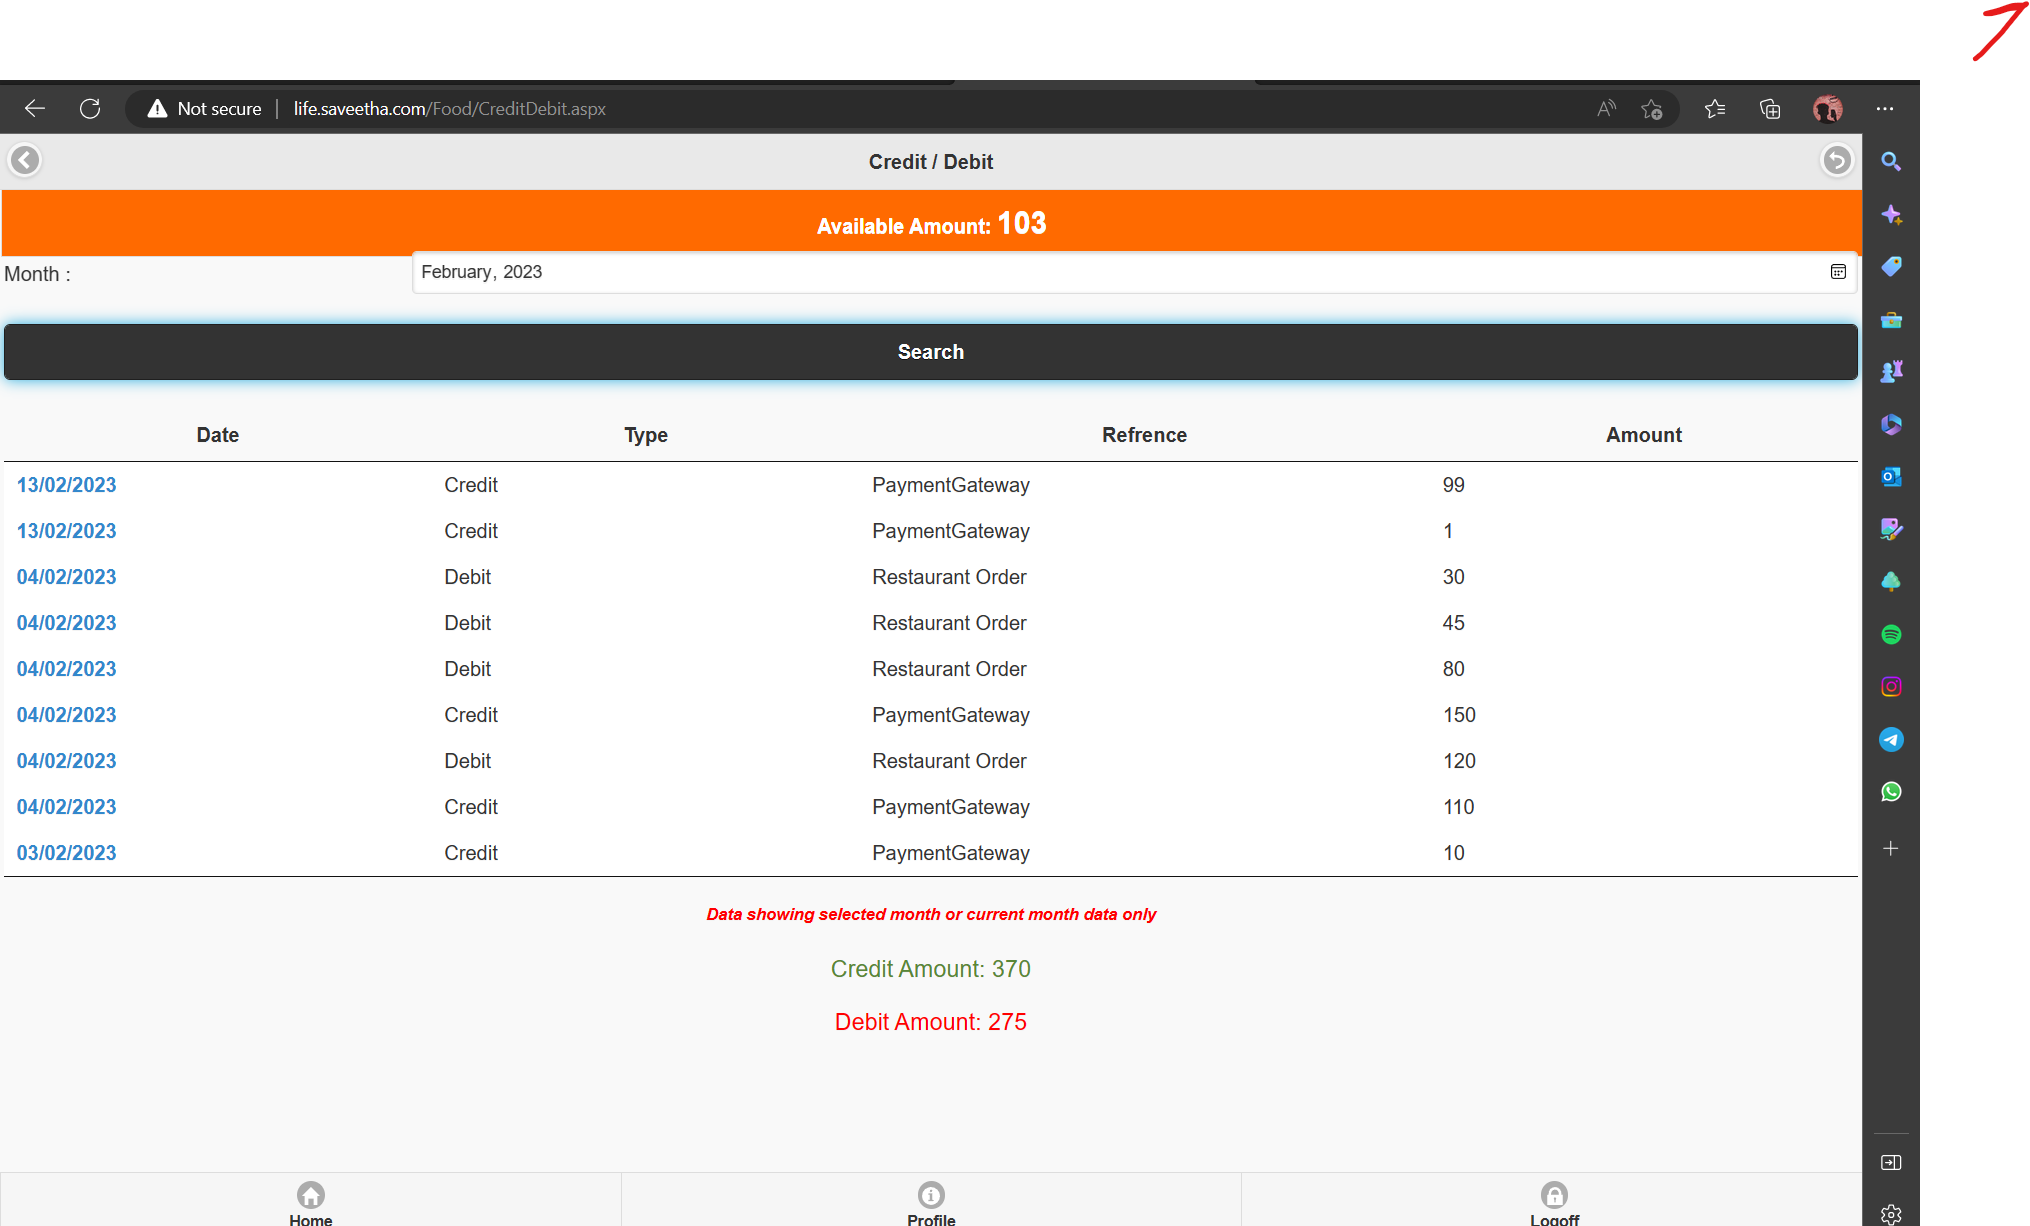 Not secure | life.saveetha.com/Food/CreditDebit.aspx
Credit / Debit
Available Amount: 103
Month : February, 2023
Search
Date Type Refrence Amount
13/02/2023 Credit PaymentGateway 99
13/02/2023 Credit PaymentGateway 1
04/02/2023 Debit Restaurant Order 30
04/02/2023 Debit Restaurant Order 45
04/02/2023 Debit Restaurant Order 80
04/02/2023 Credit PaymentGateway 150
04/02/2023 Debit Restaurant Order 120
04/02/2023 Credit PaymentGateway 110
03/02/2023 Credit PaymentGateway 10
Data showing selected month or current month data only
Credit Amount: 370
Debit Amount: 275
Home Profile Logoff